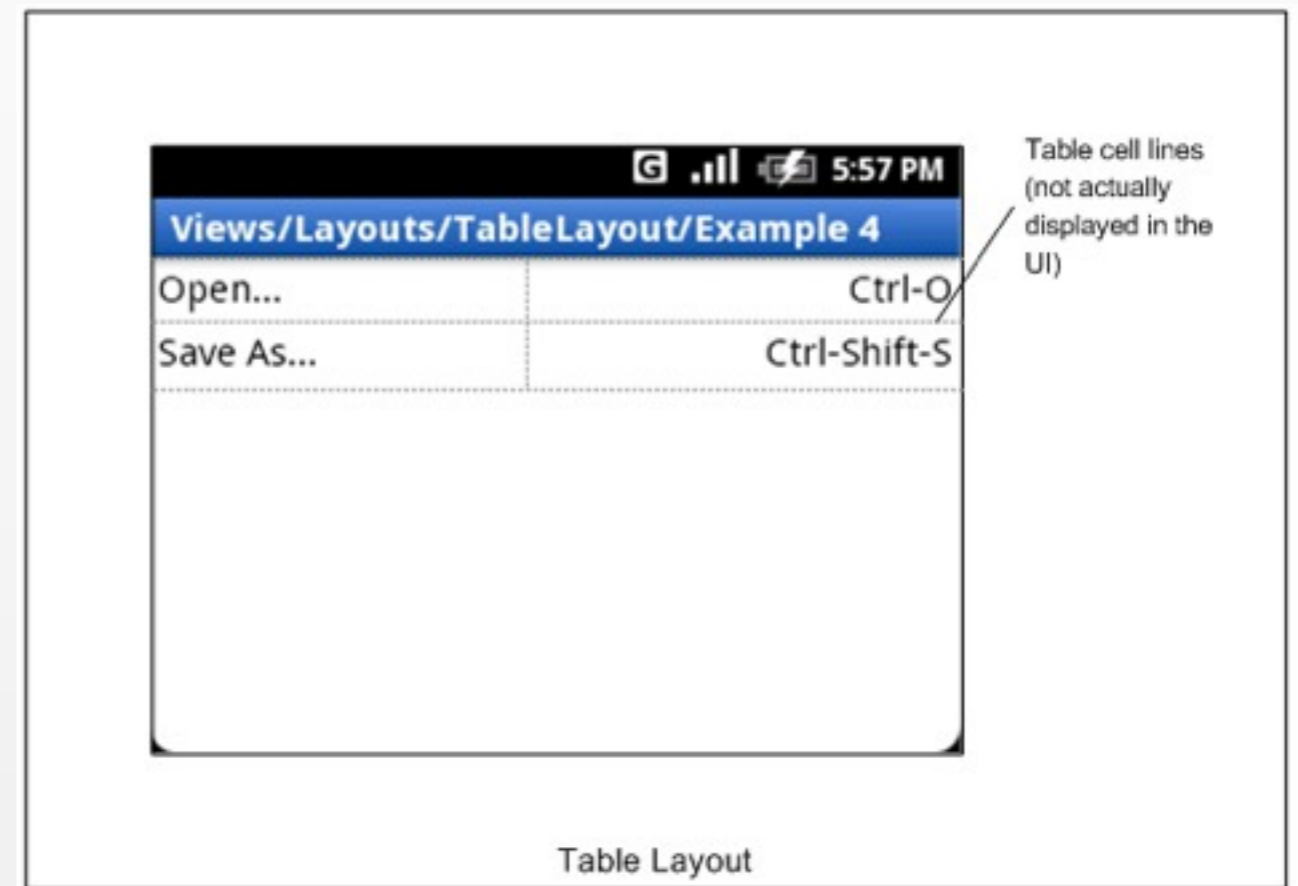 G 5:57 PM
Views/Layouts/TableLayout/Example 4
Open... Ctrl-O
Save As... Ctrl-Shift-S
Table cell lines
(not actually
displayed in the
UI)
Table Layout